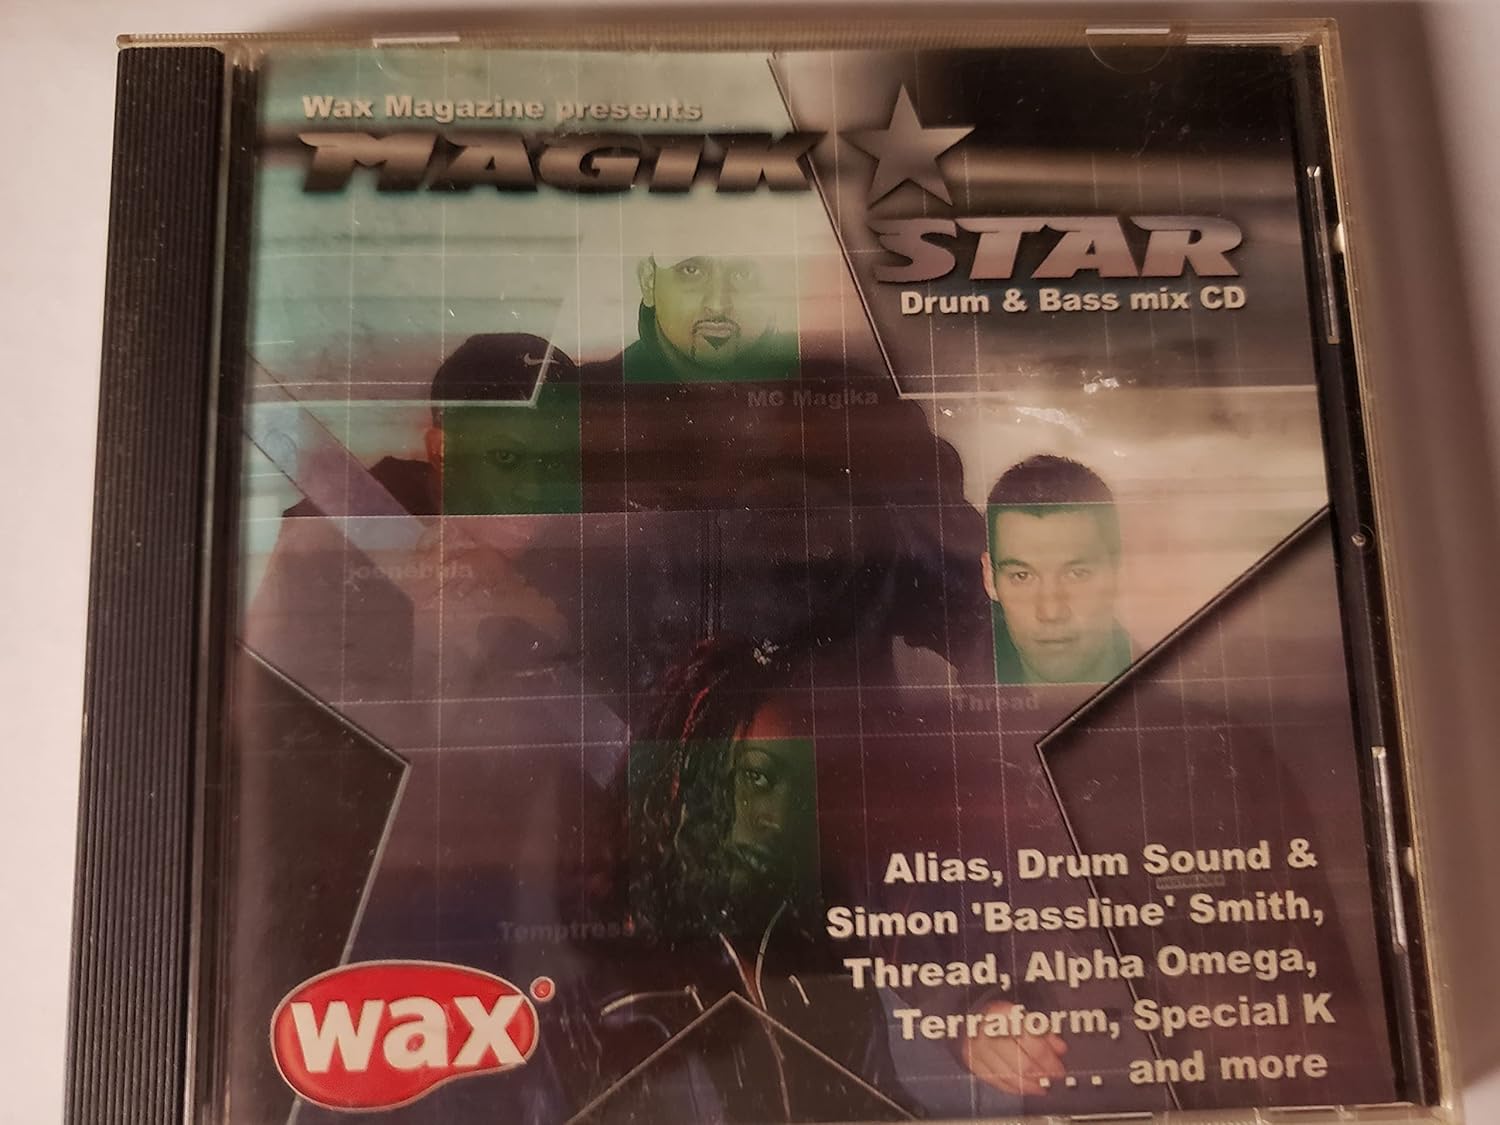 Wax Magazine presents
MAGIK
STAR
Drum & Bass mix CD
MC Magika
joenebula
Thread
Temptress
Alias, Drum Sound &
Simon 'Bassline' Smith,
Thread, Alpha Omega,
Terraform, Special K
... and more
wax